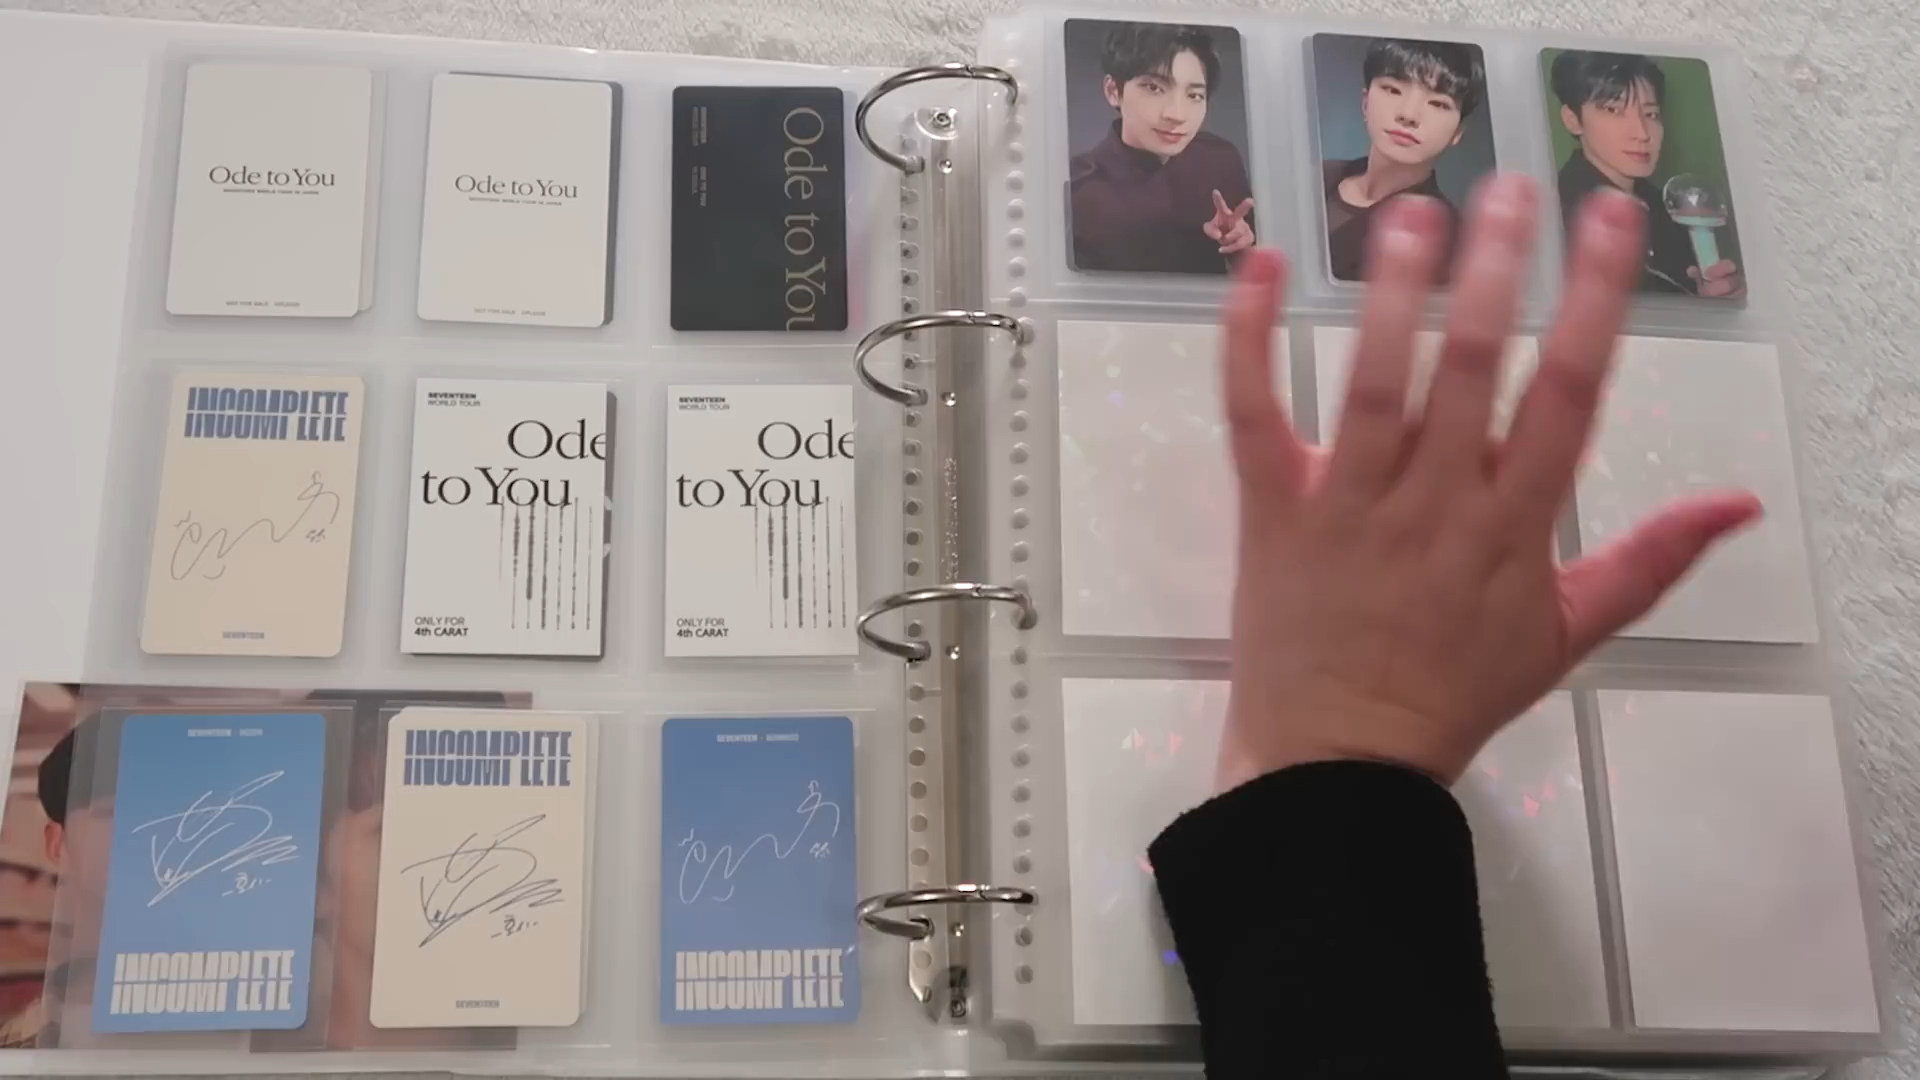 Ode to You
SEVENTEEN WORLD TOUR IN JAPAN
Ode to You
SEVENTEEN WORLD TOUR IN JAPAN
Ode to You
INCOMPLETE
SEVENTEEN
SEVENTEEN
WORLD TOUR
Ode
to You
ONLY FOR
4th CARAT
SEVENTEEN
WORLD TOUR
Ode
to You
ONLY FOR
4th CARAT
SEVENTEEN
INCOMPLETE
INCOMPLETE
SEVENTEEN
SEVENTEEN
INCOMPLETE